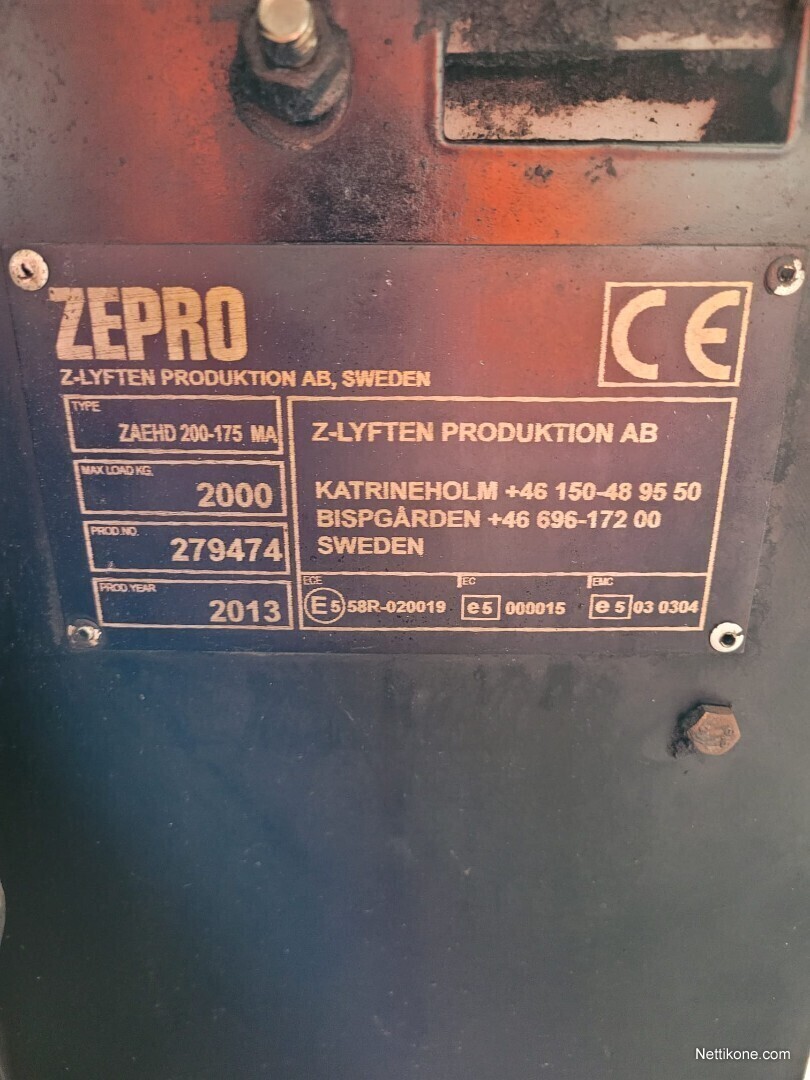 ZEPRO
CE
Z-LYFTEN PRODUKTION AB, SWEDEN
TYPE
ZAEHD 200-175 MA
MAX LOAD KG.
2000
PROD.NO.
279474
PROD.YEAR
2013
Z-LYFTEN PRODUKTION AB
KATRINEHOLM +46 150-48 95 50
BISPGÅRDEN +46 696-172 00
SWEDEN
ECE
E5 58R-020019
EC
e5 000015
EMC
e5 03 0304
Nettikone.com